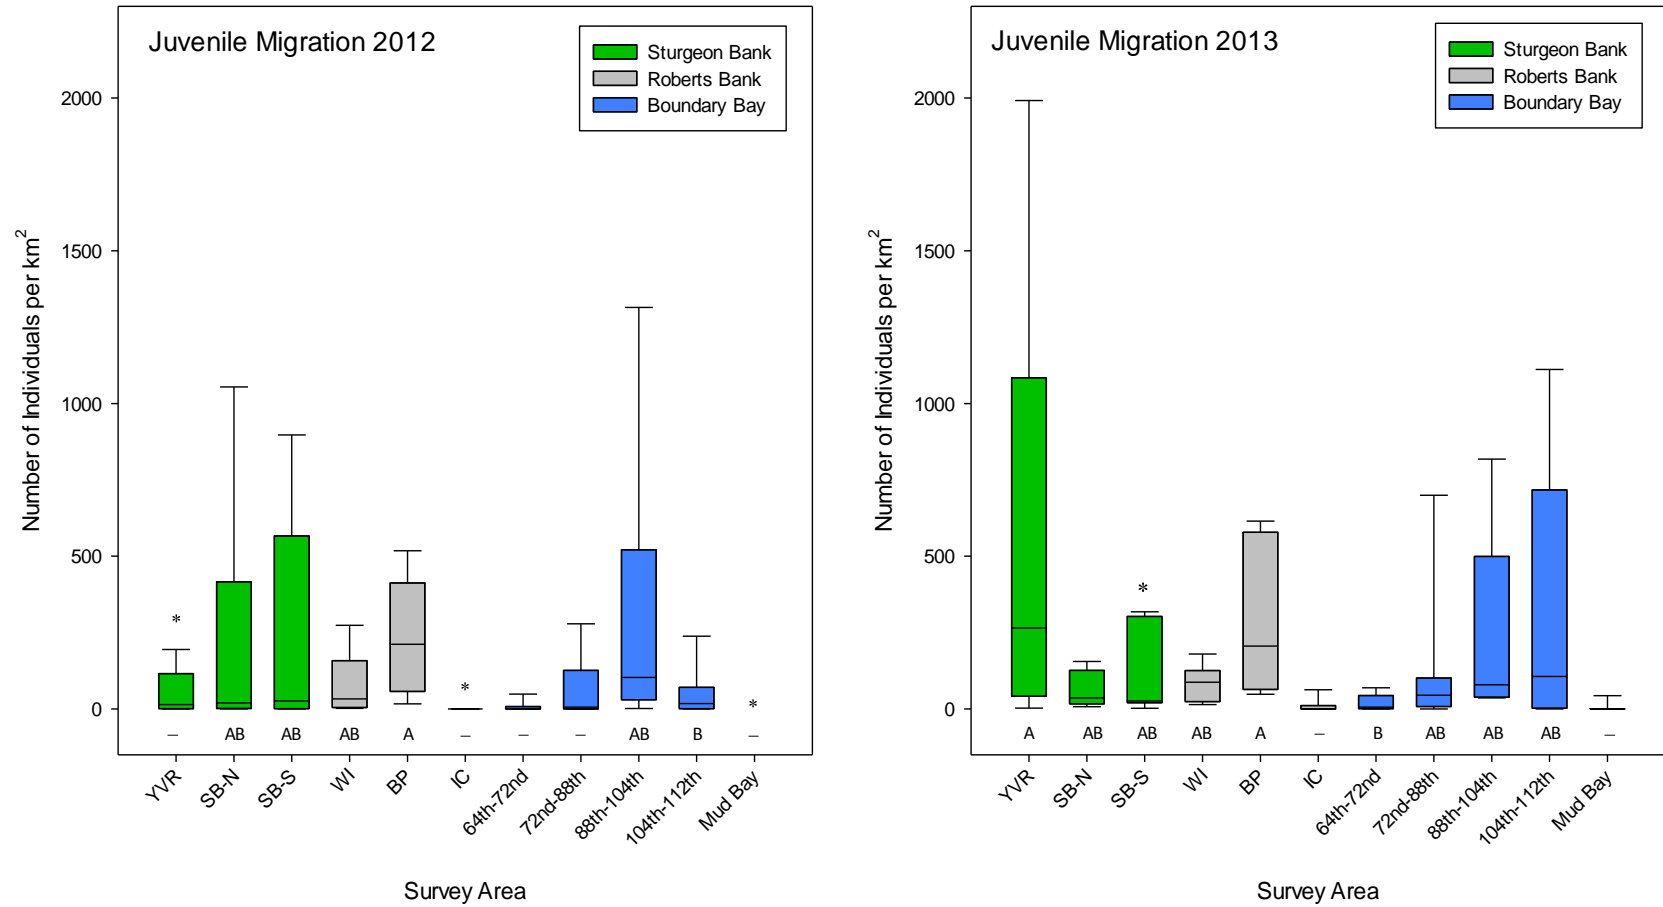 Juvenile Migration 2012
Sturgeon Bank
Roberts Bank
Boundary Bay
Number of Individuals per km²
2000
1500
1000
500
0
*
*
*
– AB AB AB A – – – AB B –
YVR
SB-N
SB-S
WI
BP
IC
64th-72nd
72nd-88th
88th-104th
104th-112th
Mud Bay
Survey Area
Juvenile Migration 2013
Sturgeon Bank
Roberts Bank
Boundary Bay
Number of Individuals per km²
2000
1500
1000
500
0
*
A AB AB AB A – B AB AB AB –
YVR
SB-N
SB-S
WI
BP
IC
64th-72nd
72nd-88th
88th-104th
104th-112th
Mud Bay
Survey Area